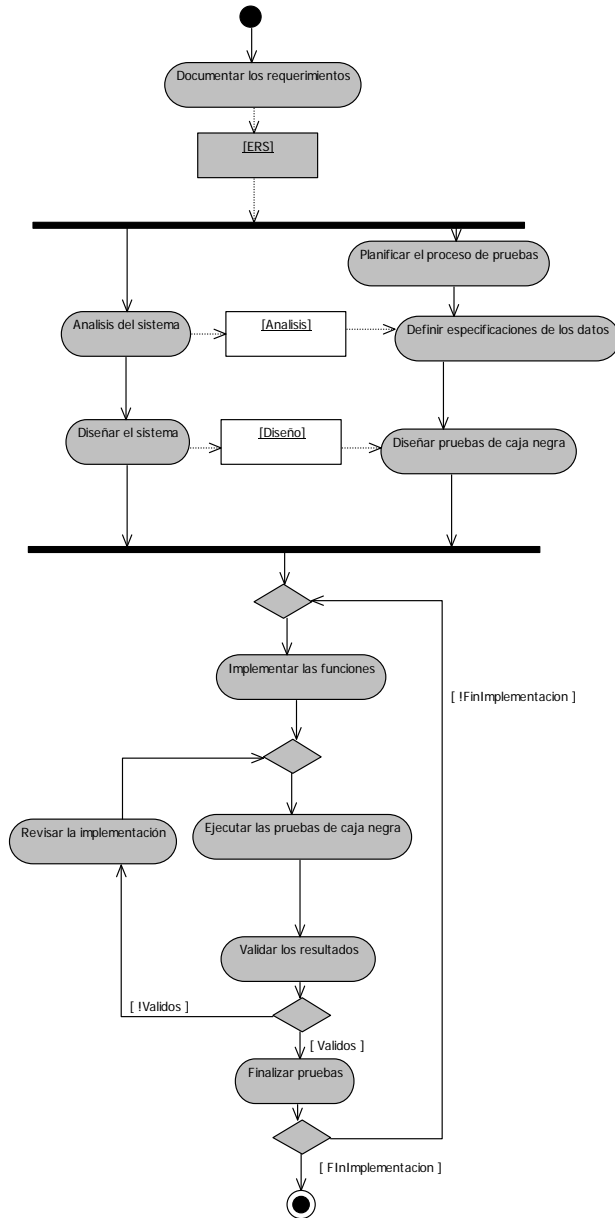 Documentar los requerimientos
[ERS]
Planificar el proceso de pruebas
Analisis del sistema
[Analisis]
Definir especificaciones de los datos
Diseñar el sistema
[Diseño]
Diseñar pruebas de caja negra
Implementar las funciones
[ !FinImplementacion ]
Revisar la implementación
Ejecutar las pruebas de caja negra
Validar los resultados
[ !Validos ]
[ Validos ]
Finalizar pruebas
[ FInImplementacion ]